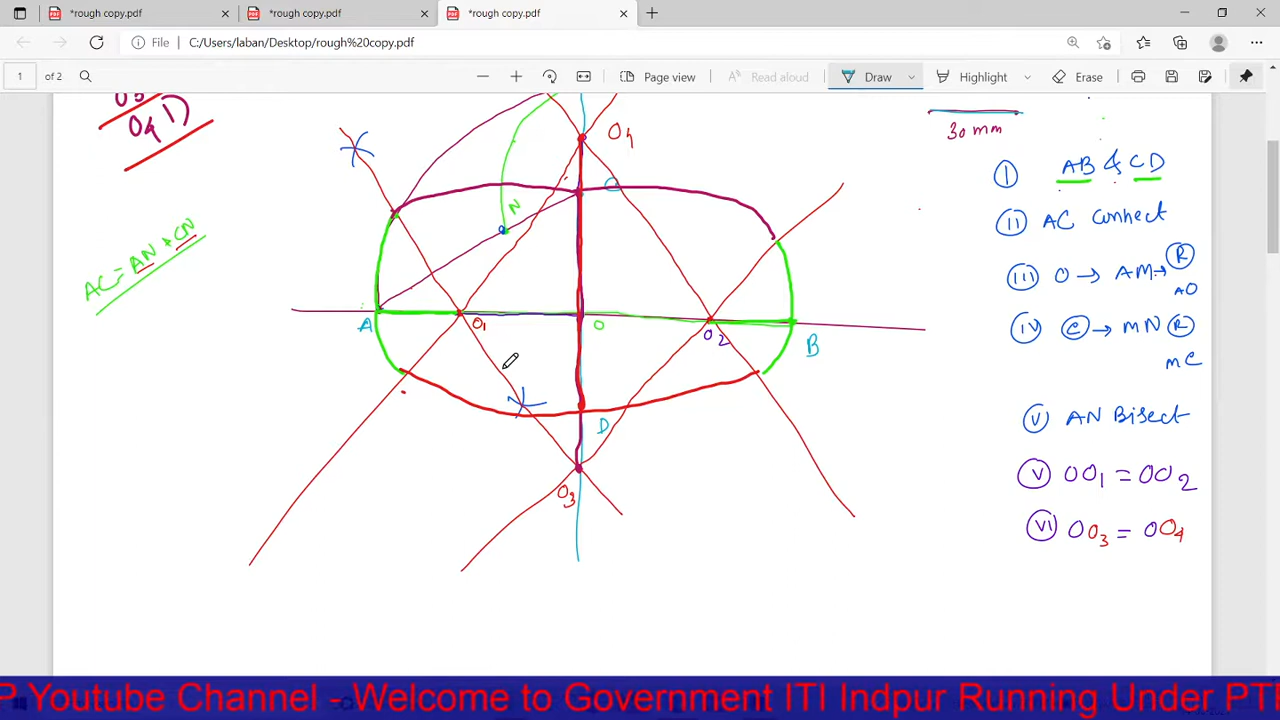 *rough copy.pdf
*rough copy.pdf
*rough copy.pdf
File
C:/Users/laban/Desktop/rough%20copy.pdf
1 of 2
Page view
Read aloud
Draw
Highlight
Erase
O4 1)
30 mm
O4
C
N
AC = AN + CN
A
O1
O
O2
B
D
O3
I AB & CD
II AC Connect
III O → AM → R
AO
IV C → MN R
MC
V AN Bisect
V OO1 = OO2
VI OO3 = OO4
P Youtube Channel -Welcome to Government ITI Indpur Running Under PT